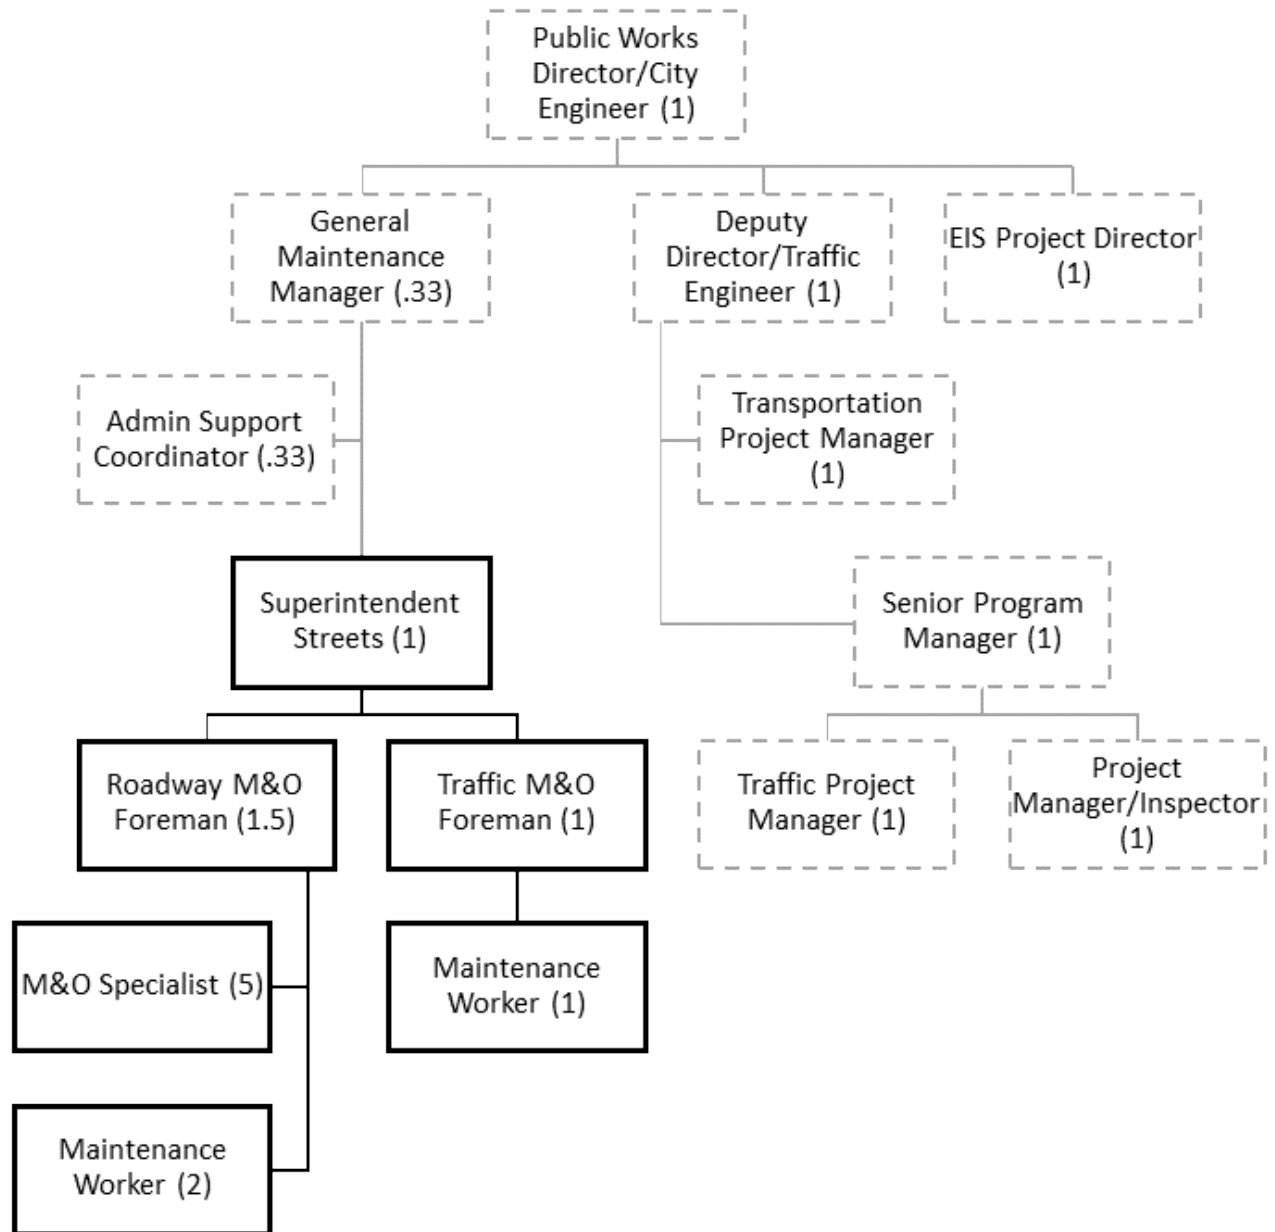 Public Works
Director/City
Engineer (1)
General
Maintenance
Manager (.33)
Deputy
Director/Traffic
Engineer (1)
EIS Project Director
(1)
Admin Support
Coordinator (.33)
Transportation
Project Manager
(1)
Superintendent
Streets (1)
Senior Program
Manager (1)
Roadway M&O
Foreman (1.5)
Traffic M&O
Foreman (1)
Traffic Project
Manager (1)
Project
Manager/Inspector
(1)
M&O Specialist (5)
Maintenance
Worker (1)
Maintenance
Worker (2)